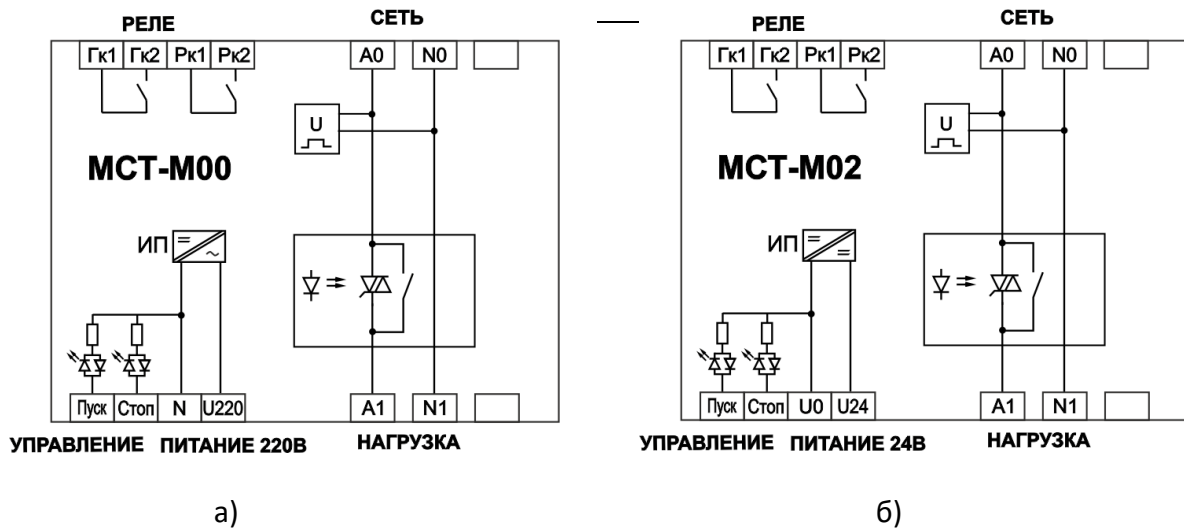 РЕЛЕ
СЕТЬ
Гк1 Гк2 Рк1 Рк2
A0 N0
U
МСТ-М00
ИП
Пуск Стоп N U220
A1 N1
УПРАВЛЕНИЕ ПИТАНИЕ 220В
НАГРУЗКА
а)
РЕЛЕ
СЕТЬ
Гк1 Гк2 Рк1 Рк2
A0 N0
U
МСТ-М02
ИП
Пуск Стоп U0 U24
A1 N1
УПРАВЛЕНИЕ ПИТАНИЕ 24В
НАГРУЗКА
б)